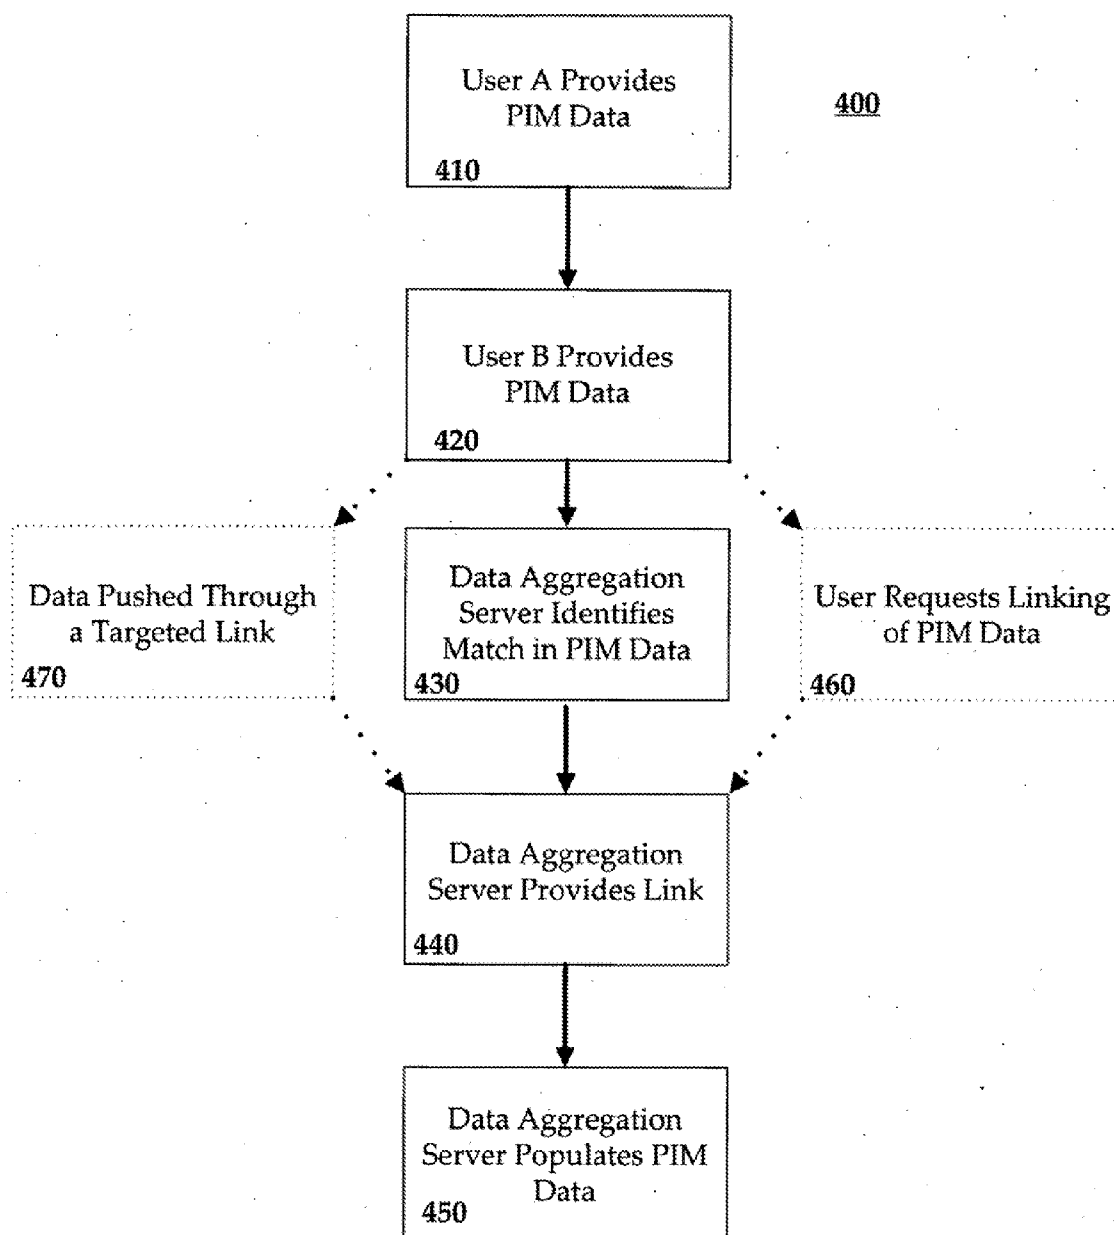 User A Provides
PIM Data
410
400
User B Provides
PIM Data
420
Data Pushed Through
a Targeted Link
470
Data Aggregation
Server Identifies
Match in PIM Data
430
User Requests Linking
of PIM Data
460
Data Aggregation
Server Provides Link
440
Data Aggregation
Server Populates PIM
Data
450